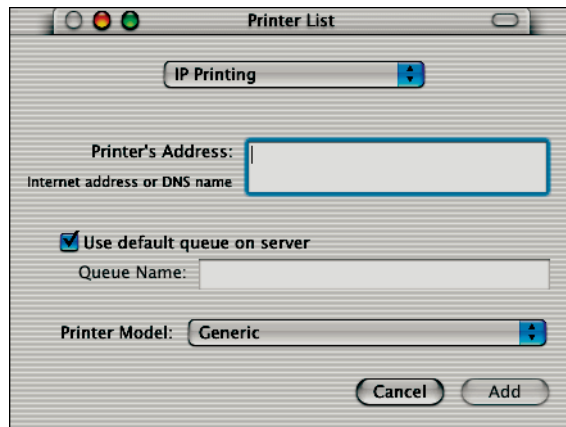 Printer List
IP Printing
Printer's Address:
Internet address or DNS name
Use default queue on server
Queue Name:
Printer Model: Generic
Cancel Add